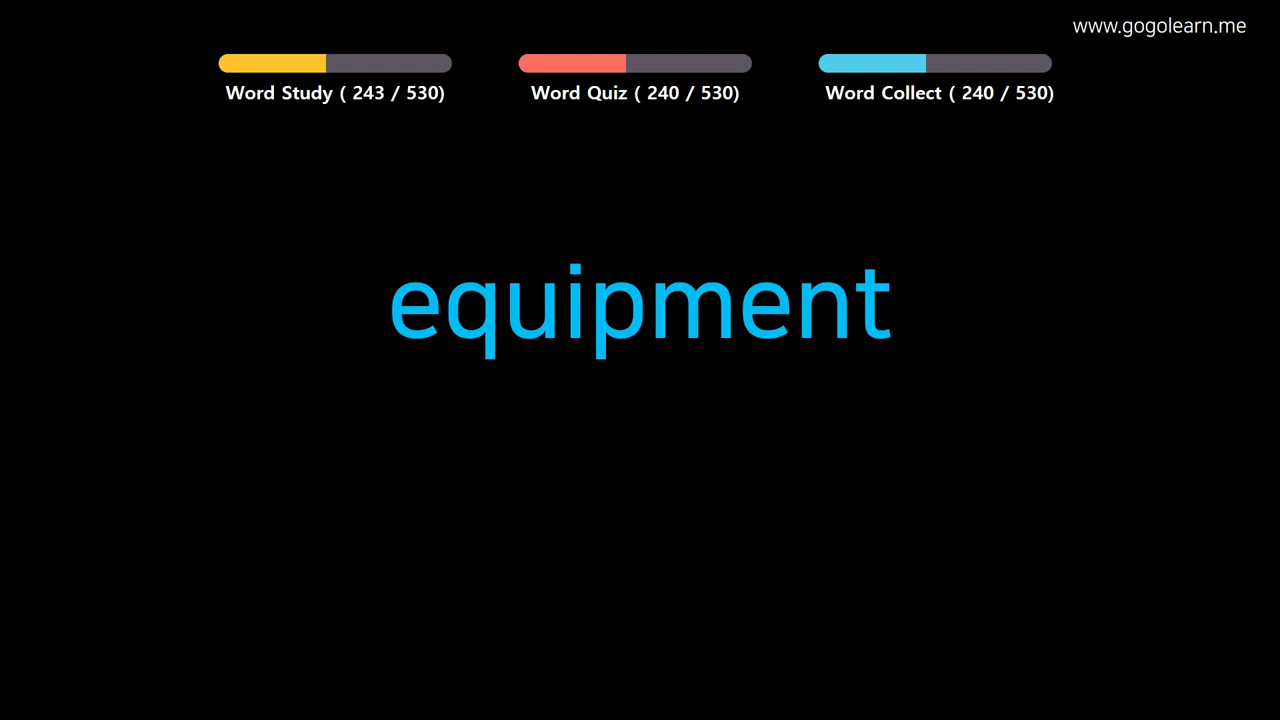 www.gogolearn.me
Word Study ( 243 / 530)
Word Quiz ( 240 / 530)
Word Collect ( 240 / 530)
equipment